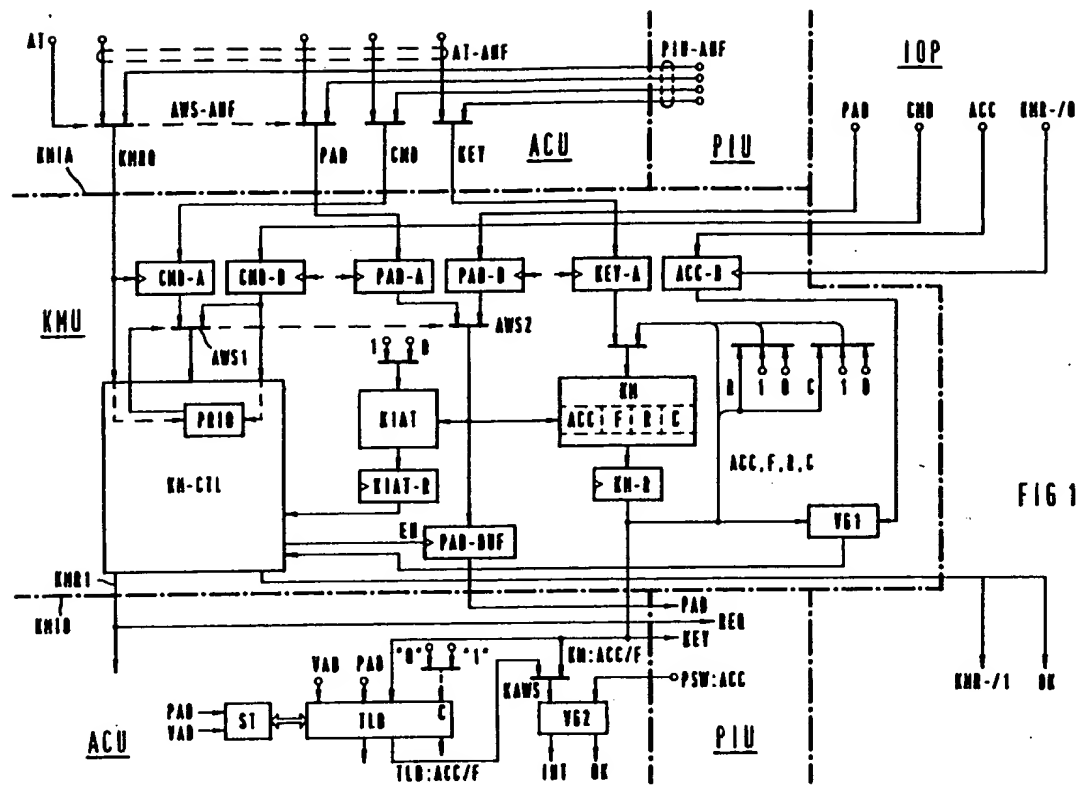 AT
AT-ANF
PIU-ANF
IOP
AWS-ANF
PAD
CMD
ACC
KMR-/0
KMIA
KMRQ
PAD
CMD
KEY
ACU
PIU
CMD-A
CMD-B
PAD-A
PAD-B
KEY-A
ACC-B
KMU
AWS1
AWS2
1 0
R 1 0 C 1 0
PRIO
KIAT
KM
ACC F R C
KM-CTL
KIAT-R
KM-R
ACC,F,R,C
FIG 1
EN
PAD-BUF
VG1
KMR1
KMIB
PAD
REQ
KEY
VAD
PAD
"0"
"1"
KM:ACC/F
KAWS
PSW:ACC
KMR-/1
OK
PAD
VAD
ST
TLB
C
VG2
ACU
TLB:ACC/F
INT
OK
PIU